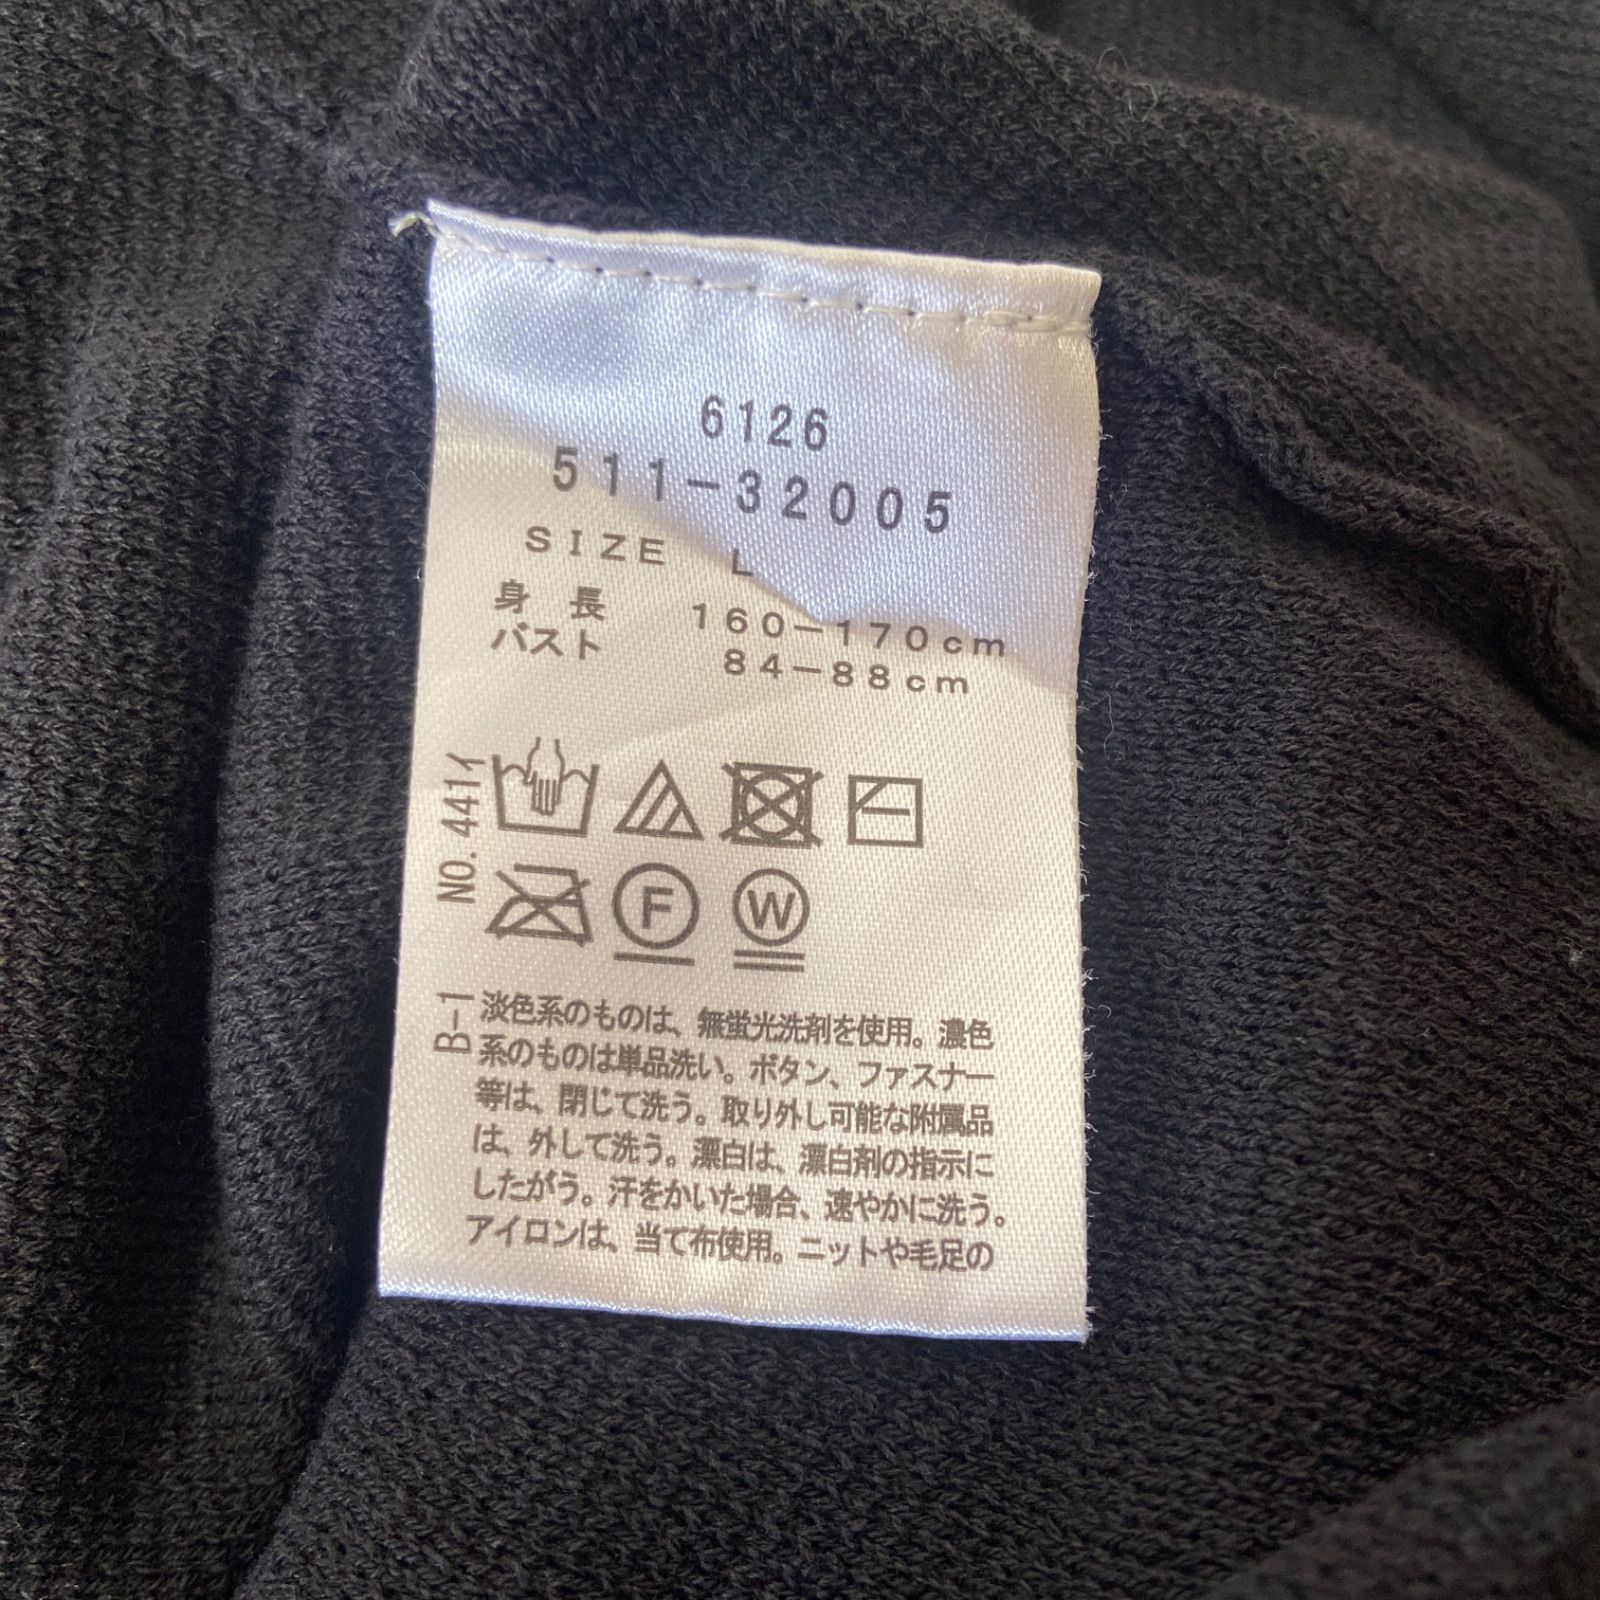 6126
511-32005
SIZE L
身 長 160-170cm
バスト 84-88cm
NO. 441イ
F
W
B-1
淡色系のものは、無蛍光洗剤を使用。濃色
系のものは単品洗い。ボタン、ファスナー
等は、閉じて洗う。取り外し可能な附属品
は、外して洗う。漂白は、漂白剤の指示に
したがう。汗をかいた場合、速やかに洗う。
アイロンは、当て布使用。ニットや毛足の